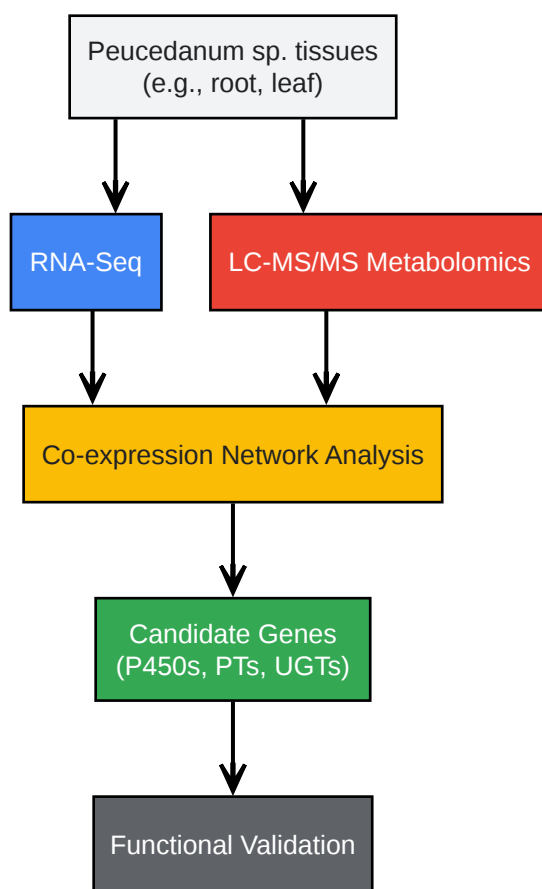 Peucedanum sp. tissues
(e.g., root, leaf)
RNA-Seq
LC-MS/MS Metabolomics
Co-expression Network Analysis
Candidate Genes
(P450s, PTs, UGTs)
Functional Validation